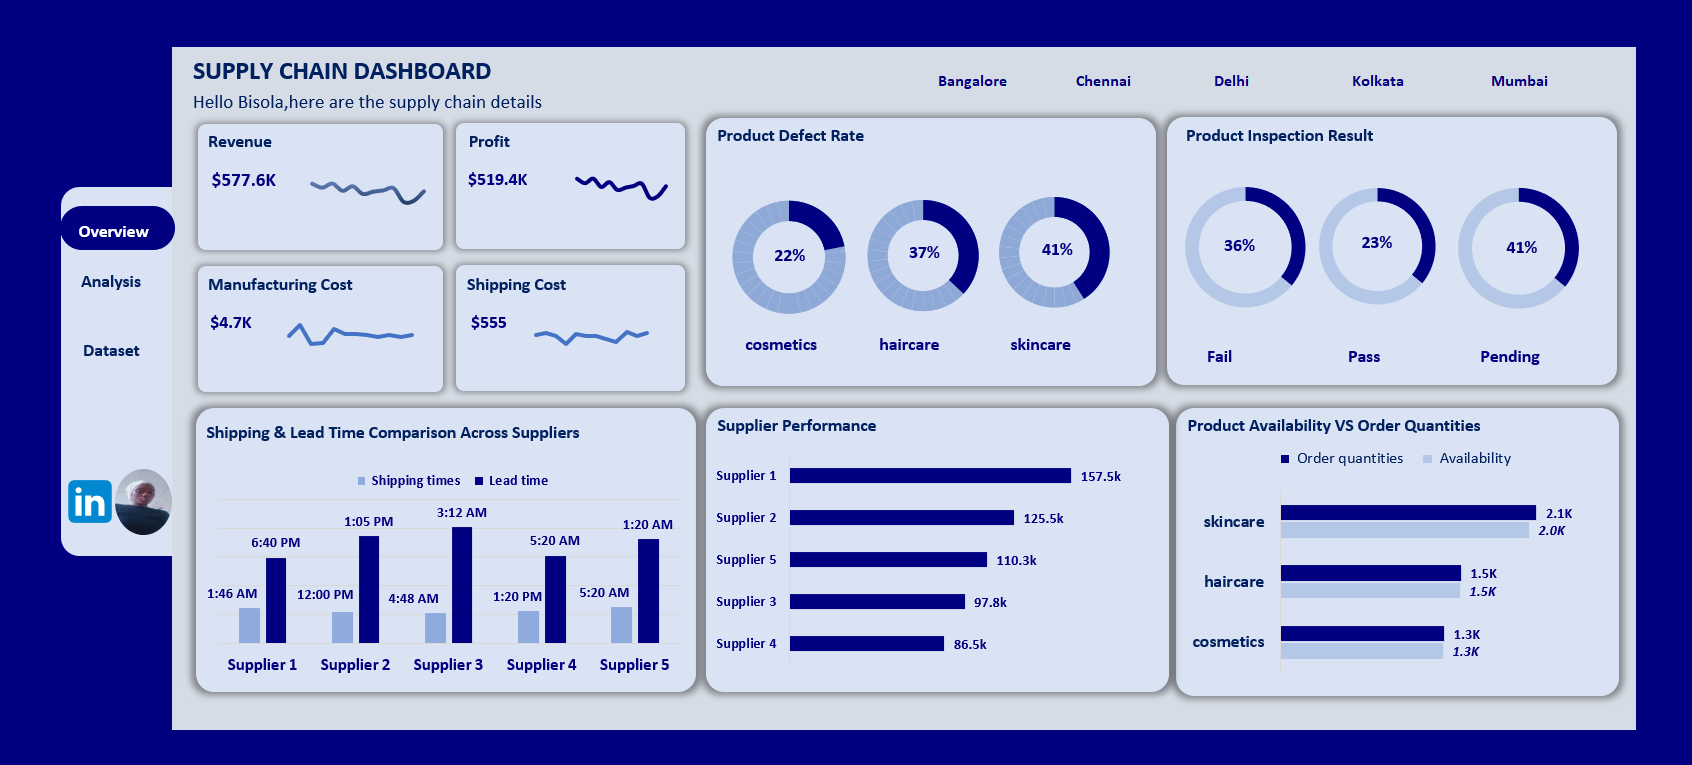 SUPPLY CHAIN DASHBOARD
Hello Bisola,here are the supply chain details
Bangalore Chennai Delhi Kolkata Mumbai
Overview
Analysis
Dataset
in
Revenue
$577.6K
Profit
$519.4K
Manufacturing Cost
$4.7K
Shipping Cost
$555
Product Defect Rate
22% 37% 41%
cosmetics haircare skincare
Product Inspection Result
36% 23% 41%
Fail Pass Pending
Shipping & Lead Time Comparison Across Suppliers
Shipping times Lead time
1:46 AM 6:40 PM 12:00 PM 1:05 PM 4:48 AM 3:12 AM 1:20 PM 5:20 AM 5:20 AM 1:20 AM
Supplier 1 Supplier 2 Supplier 3 Supplier 4 Supplier 5
Supplier Performance
Supplier 1 157.5k
Supplier 2 125.5k
Supplier 5 110.3k
Supplier 3 97.8k
Supplier 4 86.5k
Product Availability VS Order Quantities
Order quantities Availability
skincare 2.1K
2.0K
haircare 1.5K
1.5K
cosmetics 1.3K
1.3K